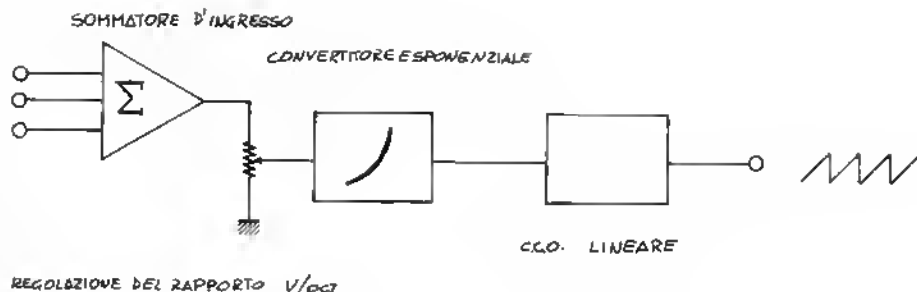 SOMMATORE D'INGRESSO
CONVERTITORE ESPONENZIALE
Σ
C.C.O. LINEARE
REGOLAZIONE DEL RAPPORTO V/OCT